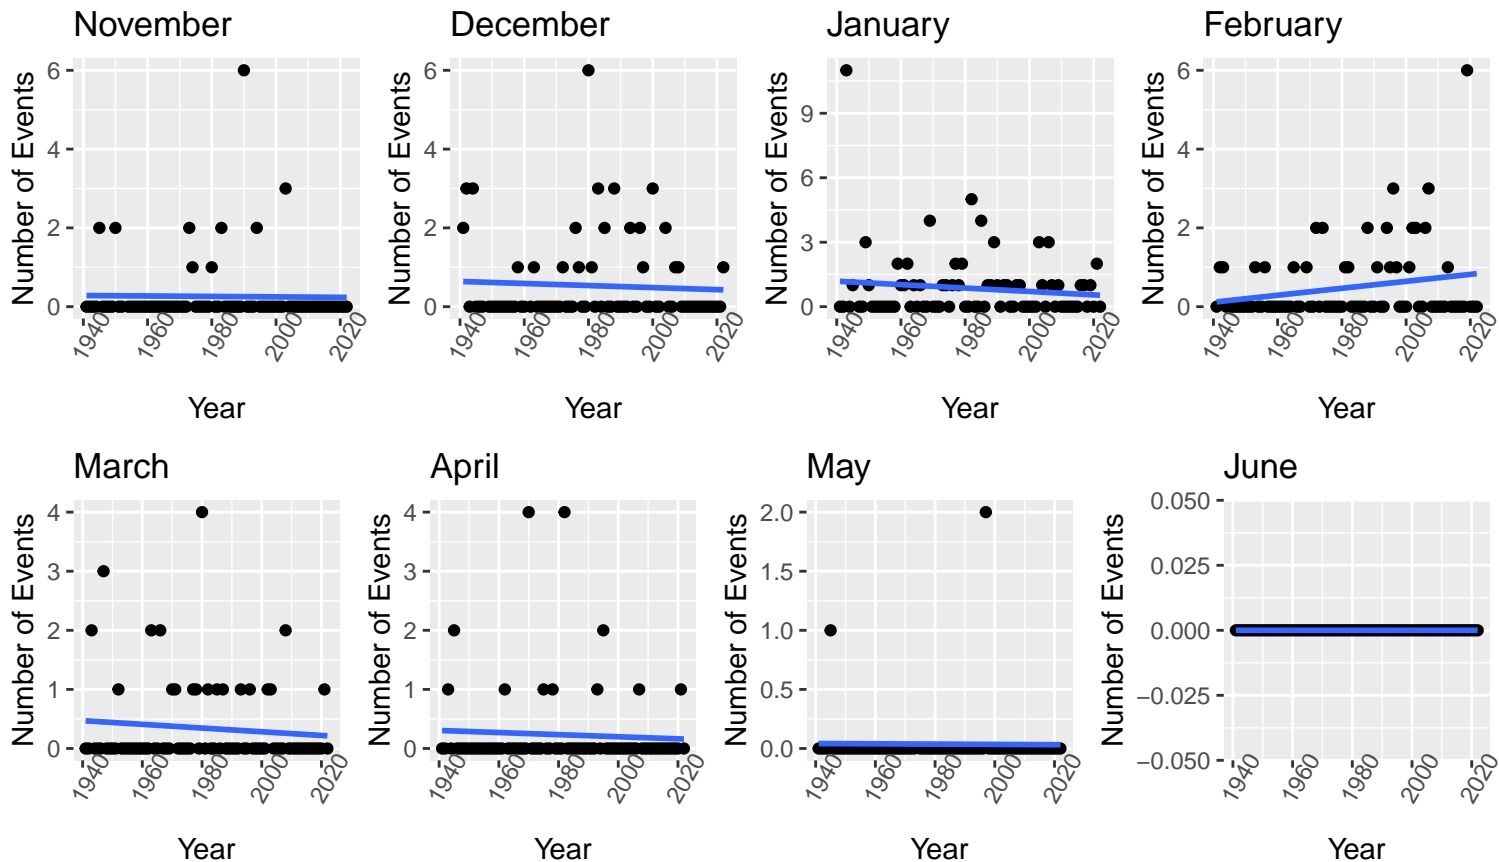 November
Number of Events
6
4
2
0
1940 1960 1980 2000 2020
Year
December
Number of Events
6
4
2
0
1940 1960 1980 2000 2020
Year
January
Number of Events
9
6
3
0
1940 1960 1980 2000 2020
Year
February
Number of Events
6
4
2
0
1940 1960 1980 2000 2020
Year
March
Number of Events
4
3
2
1
0
1940 1960 1980 2000 2020
Year
April
Number of Events
4
3
2
1
0
1940 1960 1980 2000 2020
Year
May
Number of Events
2.0
1.5
1.0
0.5
0.0
1940 1960 1980 2000 2020
Year
June
Number of Events
0.050
0.025
0.000
−0.025
−0.050
1940 1960 1980 2000 2020
Year